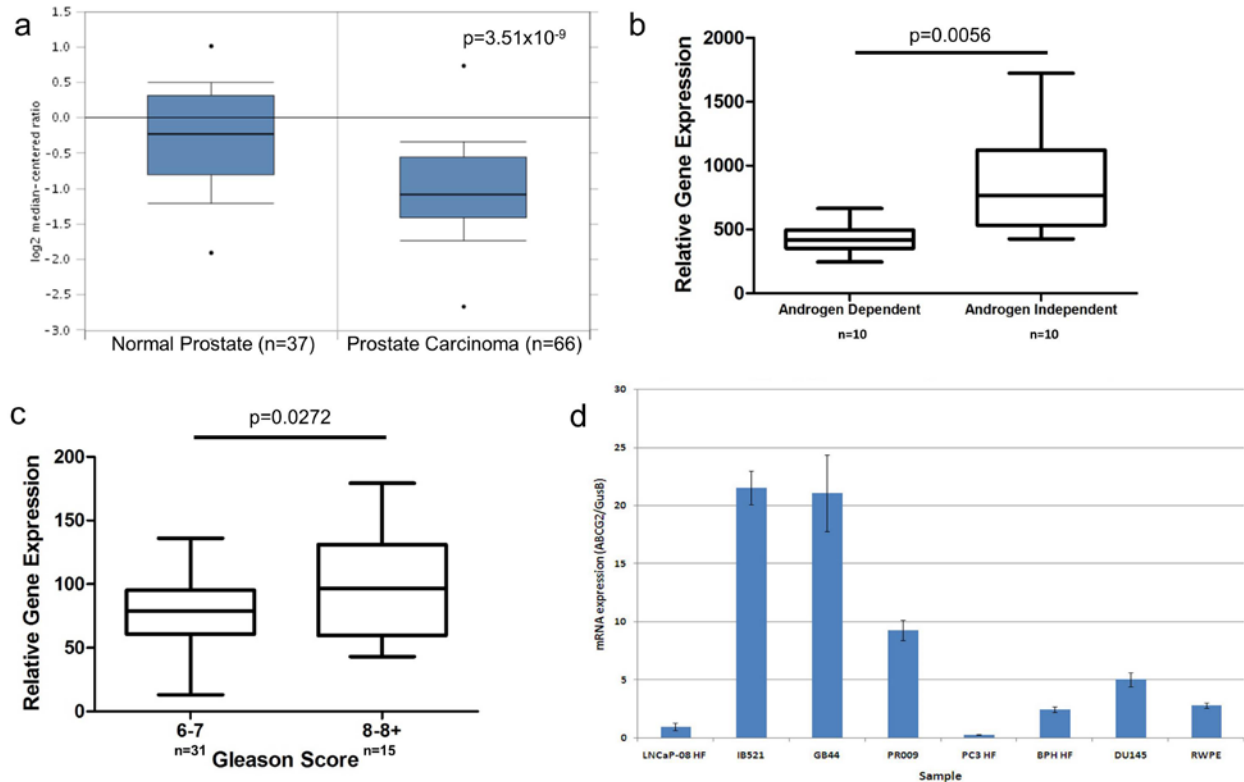 a
1.5
1.0
0.5
0.0
-0.5
-1.0
-1.5
-2.0
-2.5
-3.0
log2 median-centered ratio
p=3.51x10-9
Normal Prostate (n=37)
Prostate Carcinoma (n=66)
b
p=0.0056
2000
1500
1000
500
0
Relative Gene Expression
Androgen Dependent
n=10
Androgen Independent
n=10
c
p=0.0272
200
150
100
50
0
Relative Gene Expression
6-7
8-8+
n=31 Gleason Score n=15
d
30
25
20
15
10
5
0
mRNA expression (ABCG2/GusB)
LNCaP-08 HF IB521 GB44 PR009 PC3 HF BPH HF DU145 RWPE
Sample